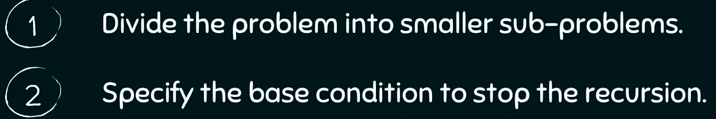 1 Divide the problem into smaller sub-problems.
2 Specify the base condition to stop the recursion.